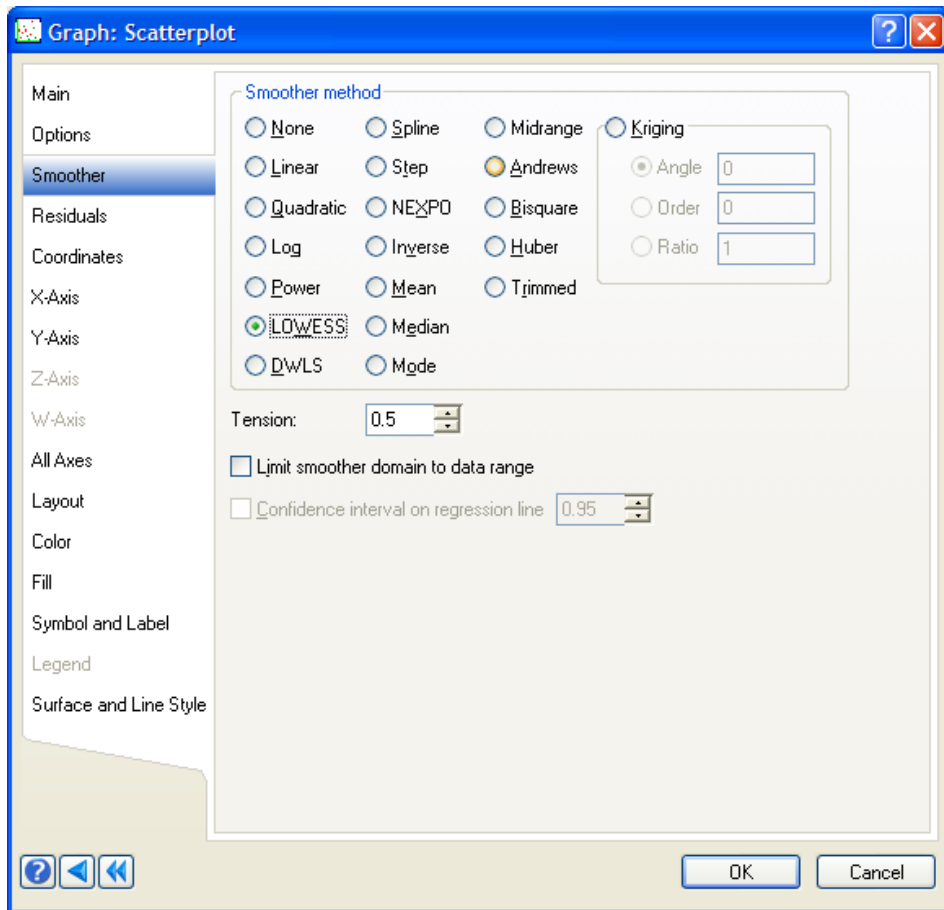 Graph: Scatterplot
Main
Options
Smoother
Residuals
Coordinates
X-Axis
Y-Axis
Z-Axis
W-Axis
All Axes
Layout
Color
Fill
Symbol and Label
Legend
Surface and Line Style
Smoother method
None
Linear
Quadratic
Log
Power
LOWESS
DWLS
Spline
Step
NEXPO
Inverse
Mean
Median
Mode
Midrange
Andrews
Bisquare
Huber
Trimmed
Kriging
Angle 0
Order 0
Ratio 1
Tension: 0.5
Limit smoother domain to data range
Confidence interval on regression line 0.95
OK
Cancel